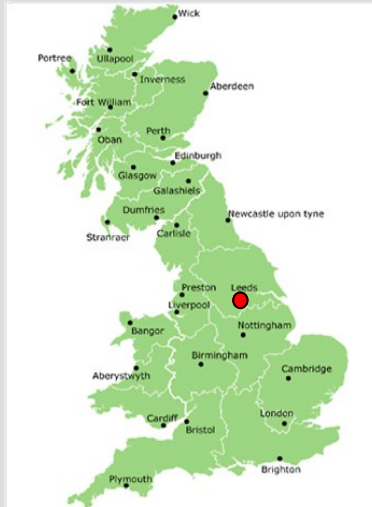 Wick
Portree
Ullapool
Inverness
Aberdeen
Fort William
Oban
Perth
Edinburgh
Glasgow
Galashiels
Dumfries
Newcastle upon tyne
Stranraer
Carlisle
Preston
Leeds
Liverpool
Bangor
Nottingham
Birmingham
Aberystwyth
Cambridge
Cardiff
London
Bristol
Brighton
Plymouth